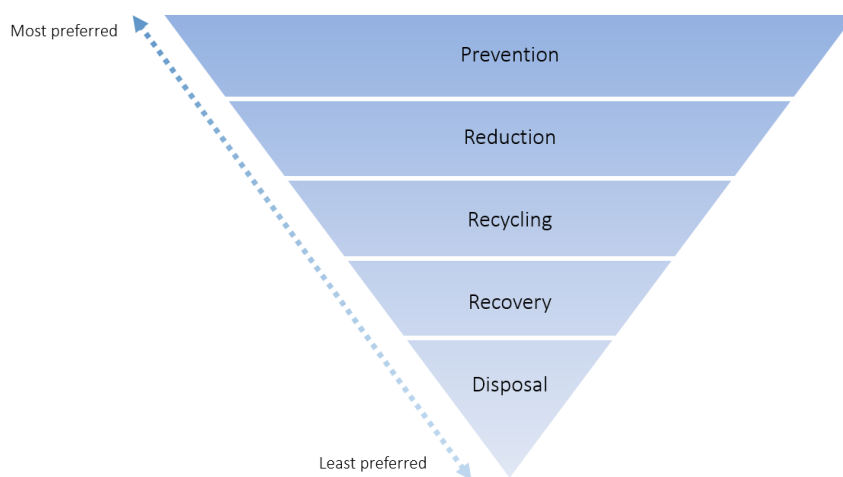 Most preferred
Prevention
Reduction
Recycling
Recovery
Disposal
Least preferred